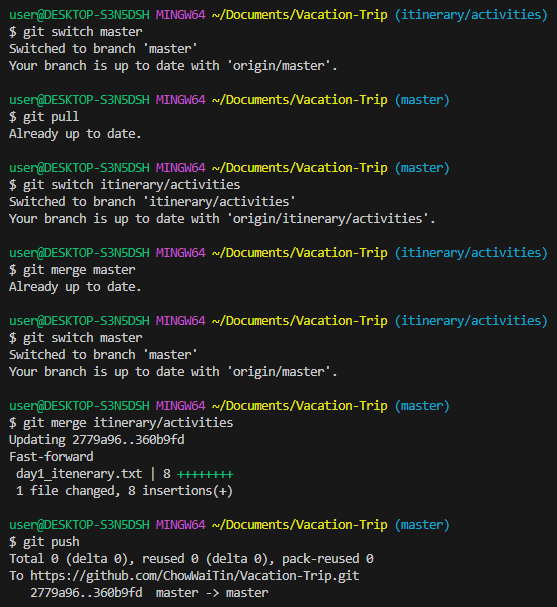 user@DESKTOP-S3N5DSH MINGW64 ~/Documents/Vacation-Trip (itinerary/activities)
$ git switch master
Switched to branch 'master'
Your branch is up to date with 'origin/master'.
user@DESKTOP-S3N5DSH MINGW64 ~/Documents/Vacation-Trip (master)
$ git pull
Already up to date.
user@DESKTOP-S3N5DSH MINGW64 ~/Documents/Vacation-Trip (master)
$ git switch itinerary/activities
Switched to branch 'itinerary/activities'
Your branch is up to date with 'origin/itinerary/activities'.
user@DESKTOP-S3N5DSH MINGW64 ~/Documents/Vacation-Trip (itinerary/activities)
$ git merge master
Already up to date.
user@DESKTOP-S3N5DSH MINGW64 ~/Documents/Vacation-Trip (itinerary/activities)
$ git switch master
Switched to branch 'master'
Your branch is up to date with 'origin/master'.
user@DESKTOP-S3N5DSH MINGW64 ~/Documents/Vacation-Trip (master)
$ git merge itinerary/activities
Updating 2779a96..360b9fd
Fast-forward
 day1_itenerary.txt | 8 ++++++++
 1 file changed, 8 insertions(+)
user@DESKTOP-S3N5DSH MINGW64 ~/Documents/Vacation-Trip (master)
$ git push
Total 0 (delta 0), reused 0 (delta 0), pack-reused 0
To https://github.com/ChowWaiTin/Vacation-Trip.git
   2779a96..360b9fd  master -> master